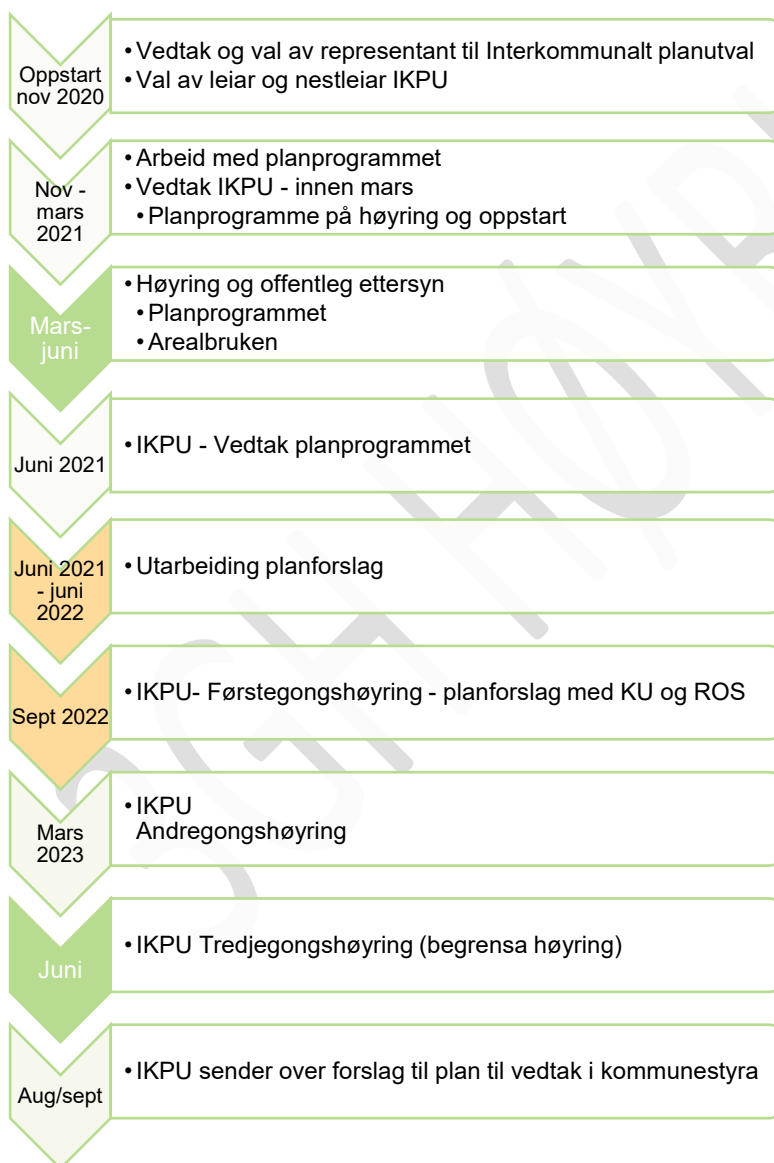 Oppstart
nov 2020
• Vedtak og val av representant til Interkommunalt planutval
• Val av leiar og nestleiar IKPU
Nov -
mars
2021
• Arbeid med planprogrammet
• Vedtak IKPU - innen mars
• Planprogramme på høyring og oppstart
Mars-
juni
• Høyring og offentleg ettersyn
• Planprogrammet
• Arealbruken
Juni 2021
• IKPU - Vedtak planprogrammet
Juni 2021
- juni
2022
• Utarbeiding planforslag
Sept 2022
• IKPU- Førstegongshøyring - planforslag med KU og ROS
Mars
2023
• IKPU
Andregongshøyring
Juni
• IKPU Tredjegongshøyring (begrensa høyring)
Aug/sept
• IKPU sender over forslag til plan til vedtak i kommunestyra